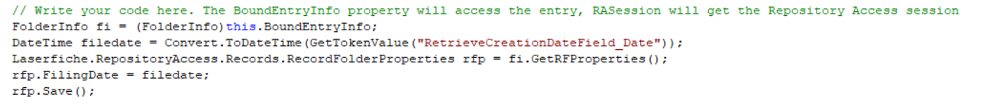 // Write your code here. The BoundEntryInfo property will access the entry, RASession will get the Repository Access session
FolderInfo fi = (FolderInfo)this.BoundEntryInfo;
DateTime filedate = Convert.ToDateTime(GetTokenValue("RetrieveCreationDateField_Date"));
Laserfiche.RepositoryAccess.Records.RecordFolderProperties rfp = fi.GetRFProperties();
rfp.FilingDate = filedate;
rfp.Save();